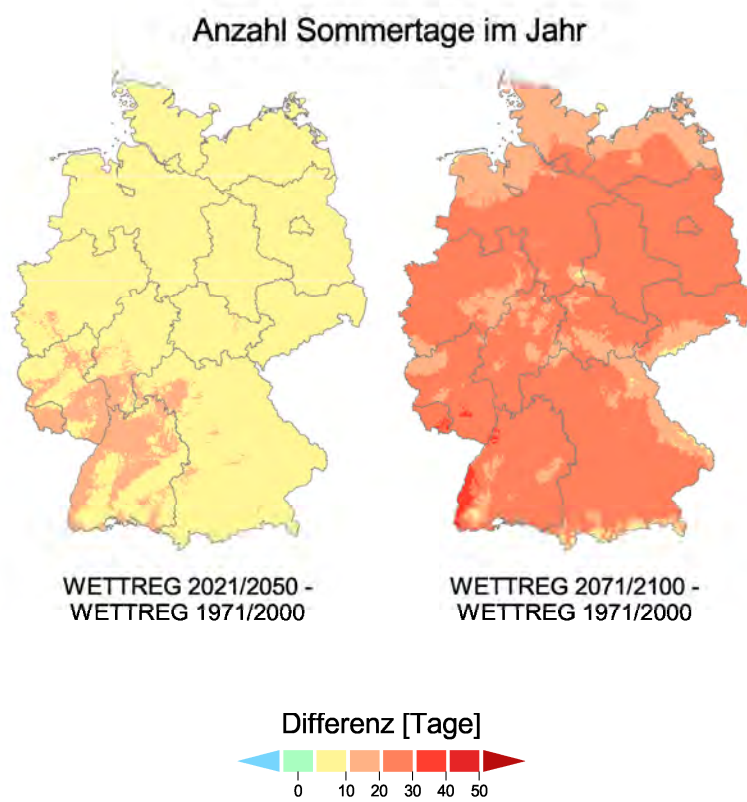 Anzahl Sommertage im Jahr
WETTREG 2021/2050 -
WETTREG 1971/2000
WETTREG 2071/2100 -
WETTREG 1971/2000
Differenz [Tage]
0 10 20 30 40 50